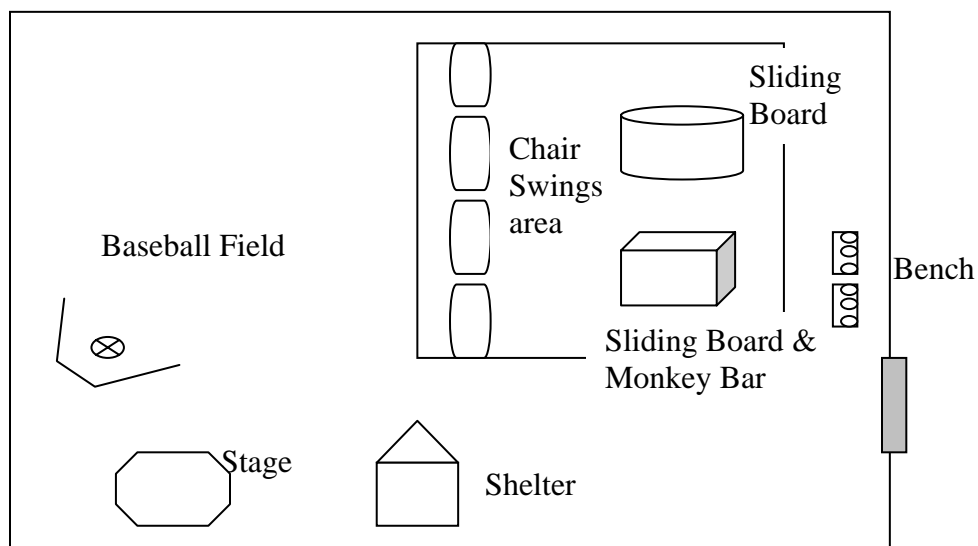 Sliding
Board
Chair
Swings
area
Baseball Field
Bench
Sliding Board &
Monkey Bar
Stage
Shelter